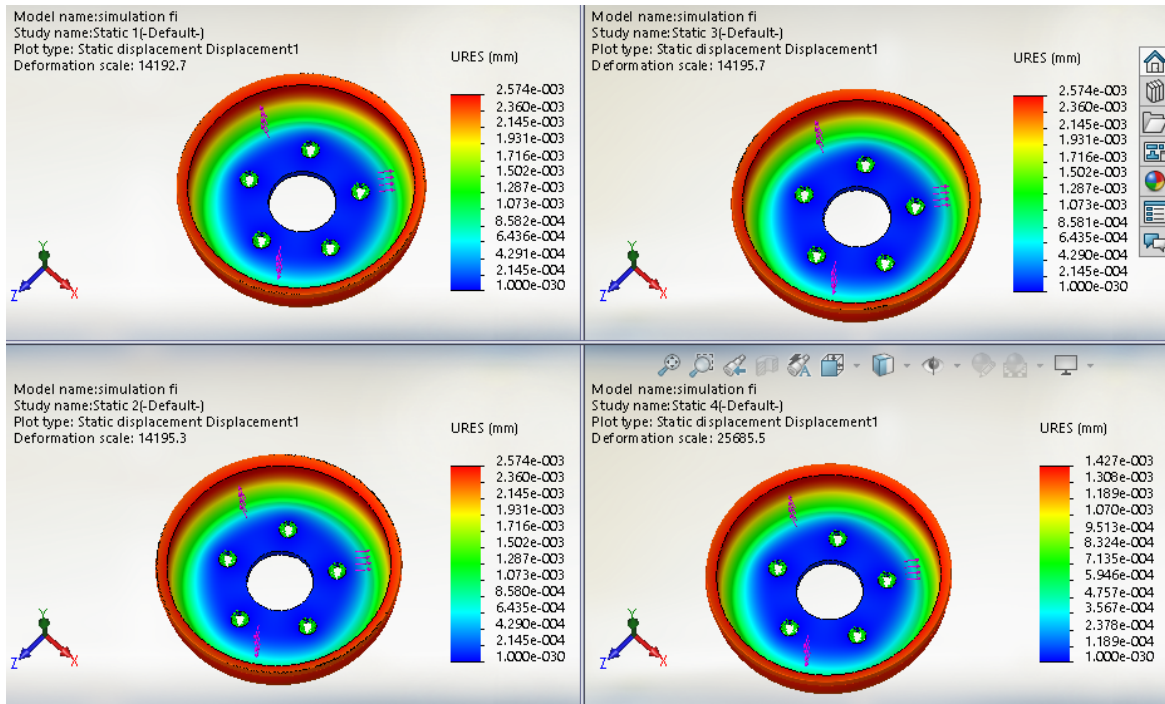 Model name:simulation fi
Study name:Static 1(-Default-)
Plot type: Static displacement Displacement1
Deformation scale: 14192.7
URES (mm)
2.574e-003
2.360e-003
2.145e-003
1.931e-003
1.716e-003
1.502e-003
1.287e-003
1.073e-003
8.582e-004
6.436e-004
4.291e-004
2.145e-004
1.000e-030
Y
Z
X
Model name:simulation fi
Study name:Static 3(-Default-)
Plot type: Static displacement Displacement1
Deformation scale: 14195.7
URES (mm)
2.574e-003
2.360e-003
2.145e-003
1.931e-003
1.716e-003
1.502e-003
1.287e-003
1.073e-003
8.581e-004
6.435e-004
4.290e-004
2.145e-004
1.000e-030
Y
Z
X
Model name:simulation fi
Study name:Static 2(-Default-)
Plot type: Static displacement Displacement1
Deformation scale: 14195.3
URES (mm)
2.574e-003
2.360e-003
2.145e-003
1.931e-003
1.716e-003
1.502e-003
1.287e-003
1.073e-003
8.580e-004
6.435e-004
4.290e-004
2.145e-004
1.000e-030
Y
Z
X
Model name:simulation fi
Study name:Static 4(-Default-)
Plot type: Static displacement Displacement1
Deformation scale: 25685.5
URES (mm)
1.427e-003
1.308e-003
1.189e-003
1.070e-003
9.513e-004
8.324e-004
7.135e-004
5.946e-004
4.757e-004
3.567e-004
2.378e-004
1.189e-004
1.000e-030
Y
Z
X